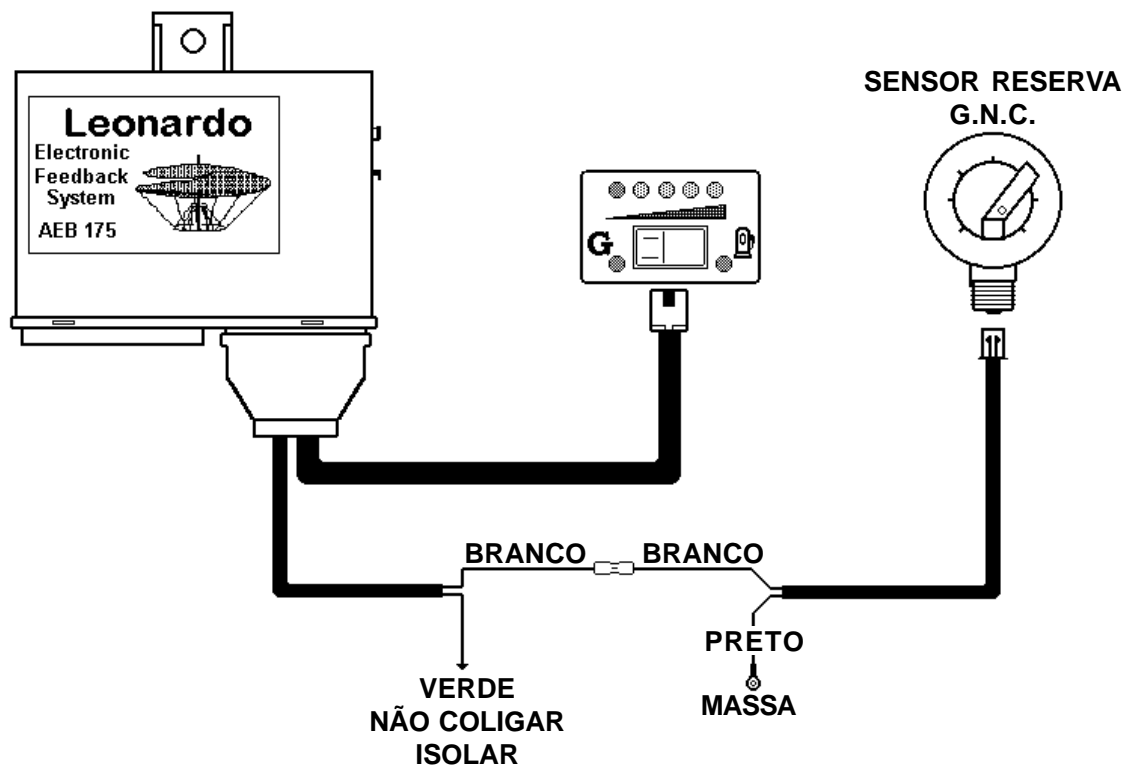 Leonardo
Electronic
Feedback
System
AEB 175
G
SENSOR RESERVA
G.N.C.
BRANCO
BRANCO
PRETO
MASSA
VERDE
NÃO COLIGAR
ISOLAR